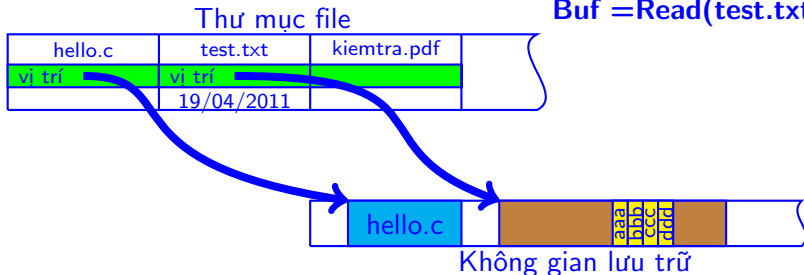 Buf =Read(test.txt
Thư mục file
hello.c test.txt kiemtra.pdf
vị trí vị trí
19/04/2011
hello.c aaa bbb ccc ddd
Không gian lưu trữ